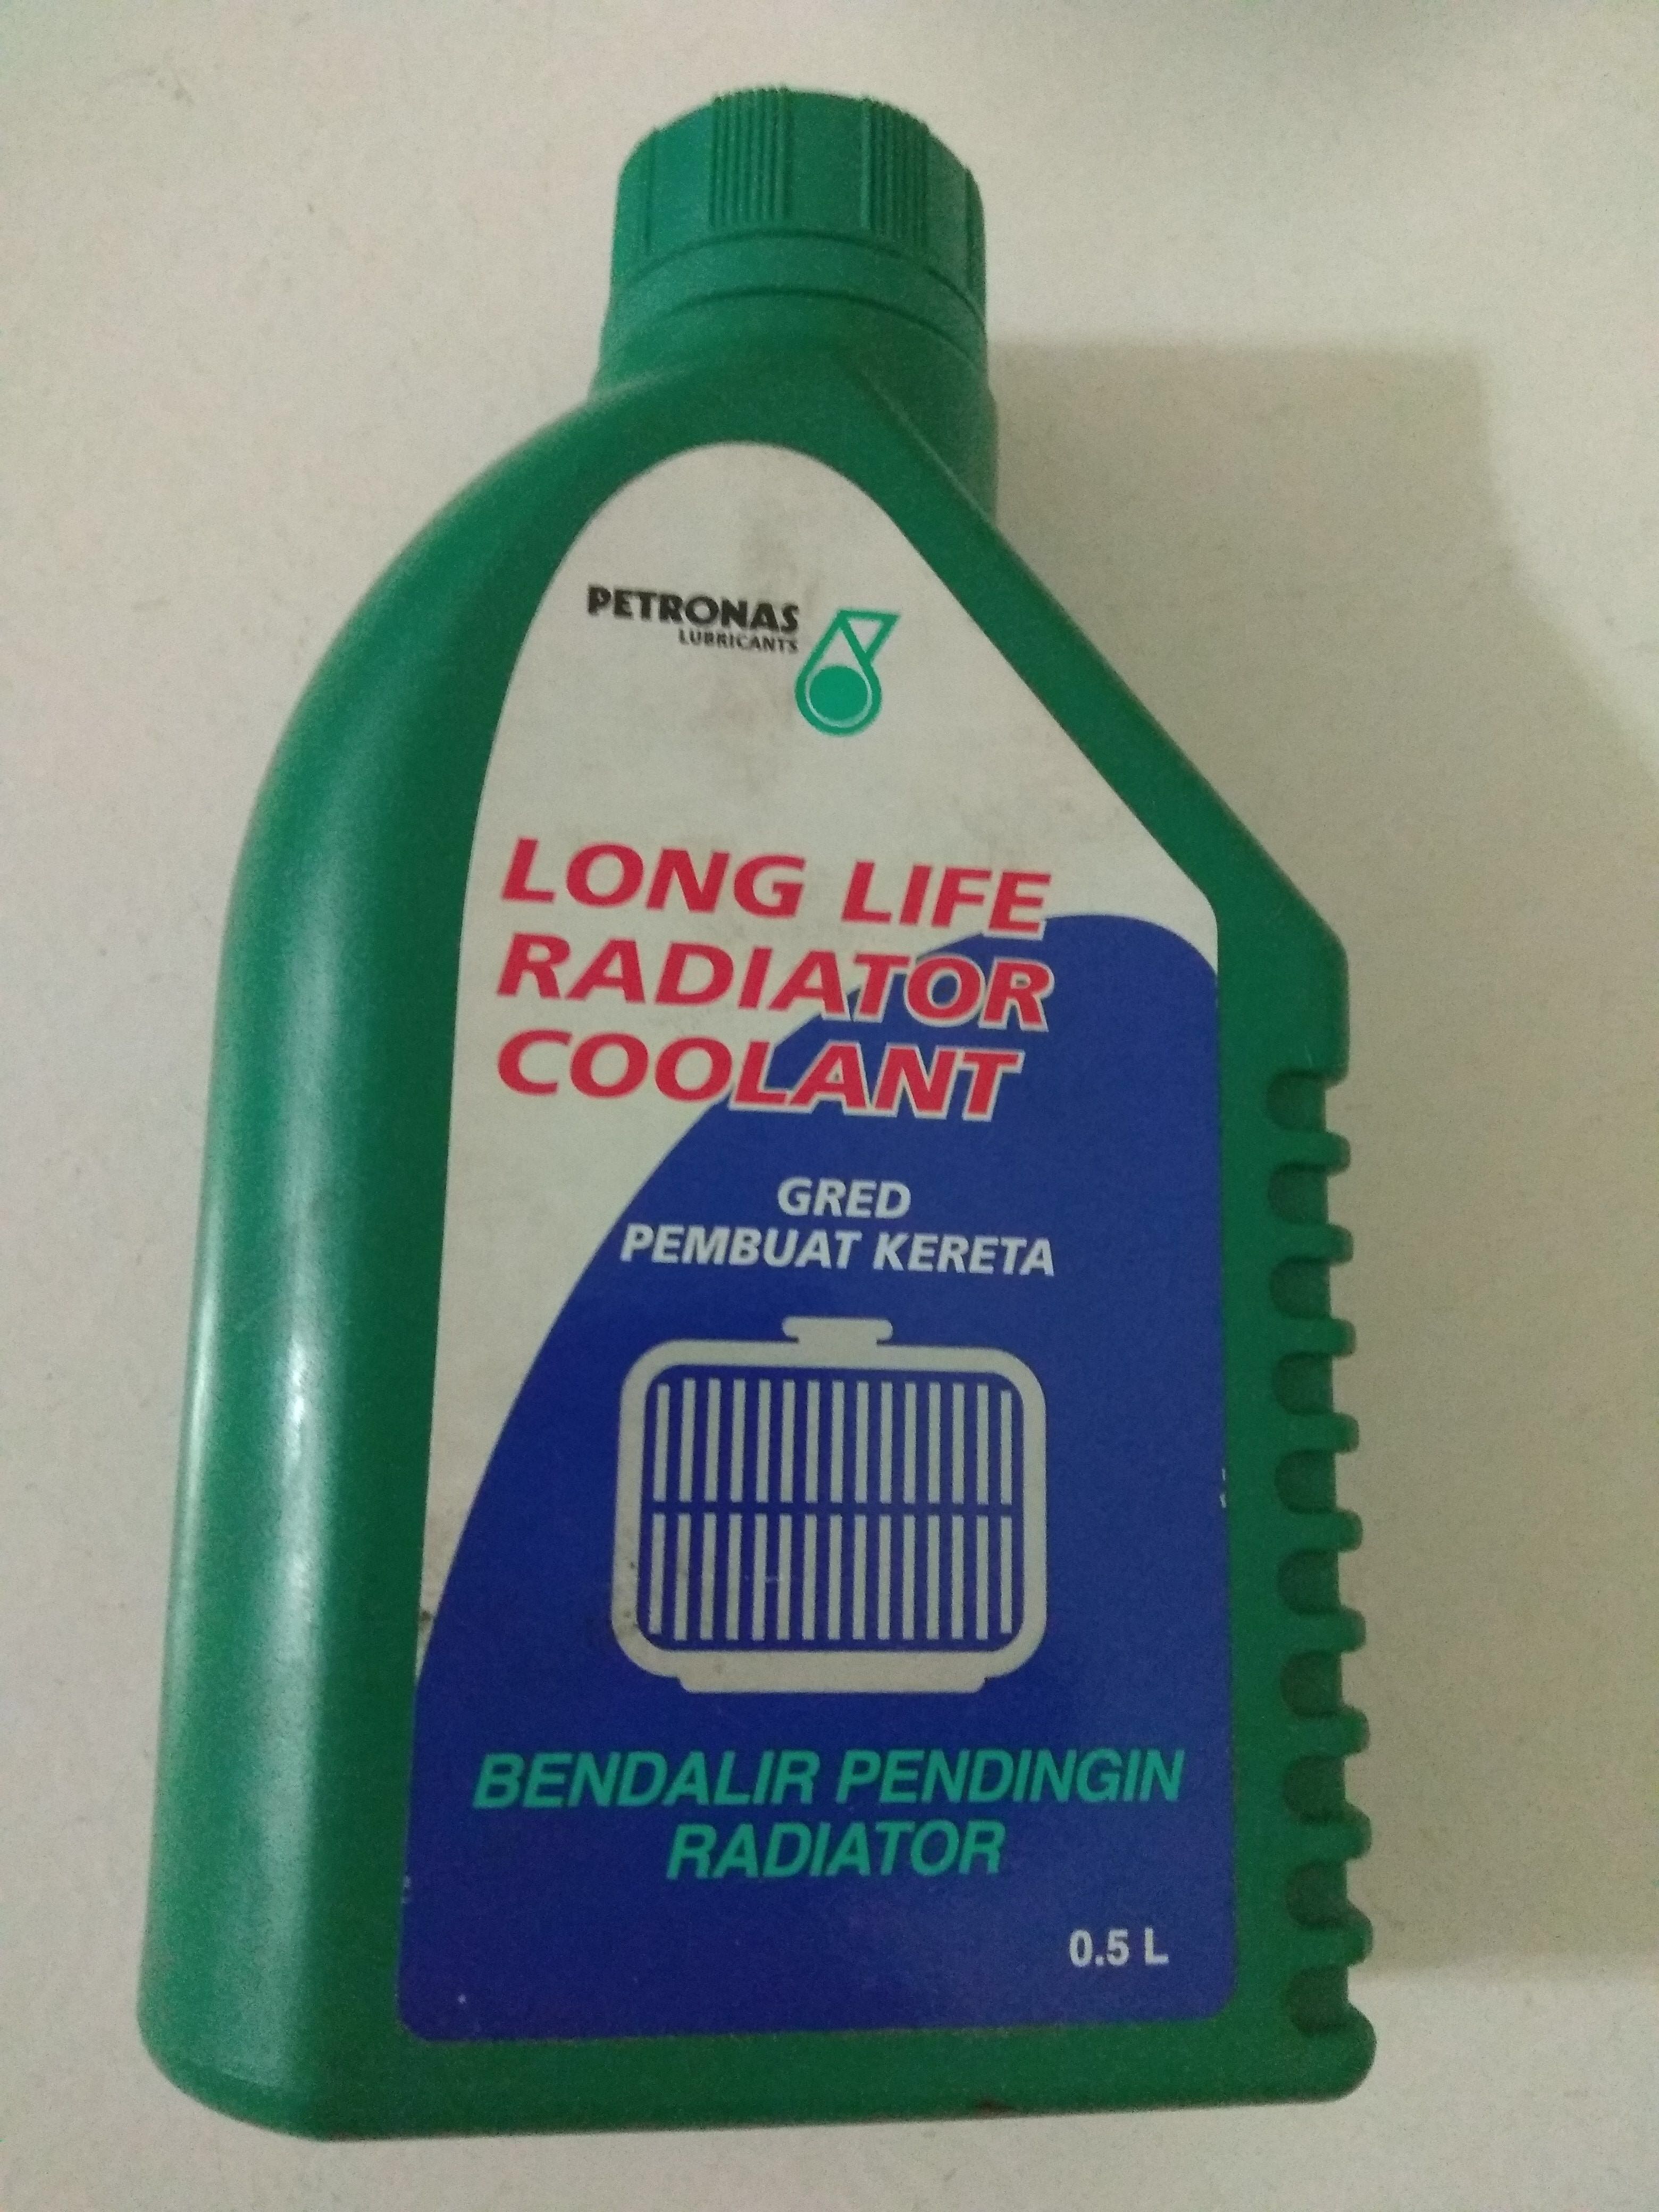 PETRONAS
LUBRICANTS
LONG LIFE
RADIATOR
COOLANT
GRED
PEMBUAT KERETA
BENDALIR PENDINGIN
RADIATOR
0.5 L